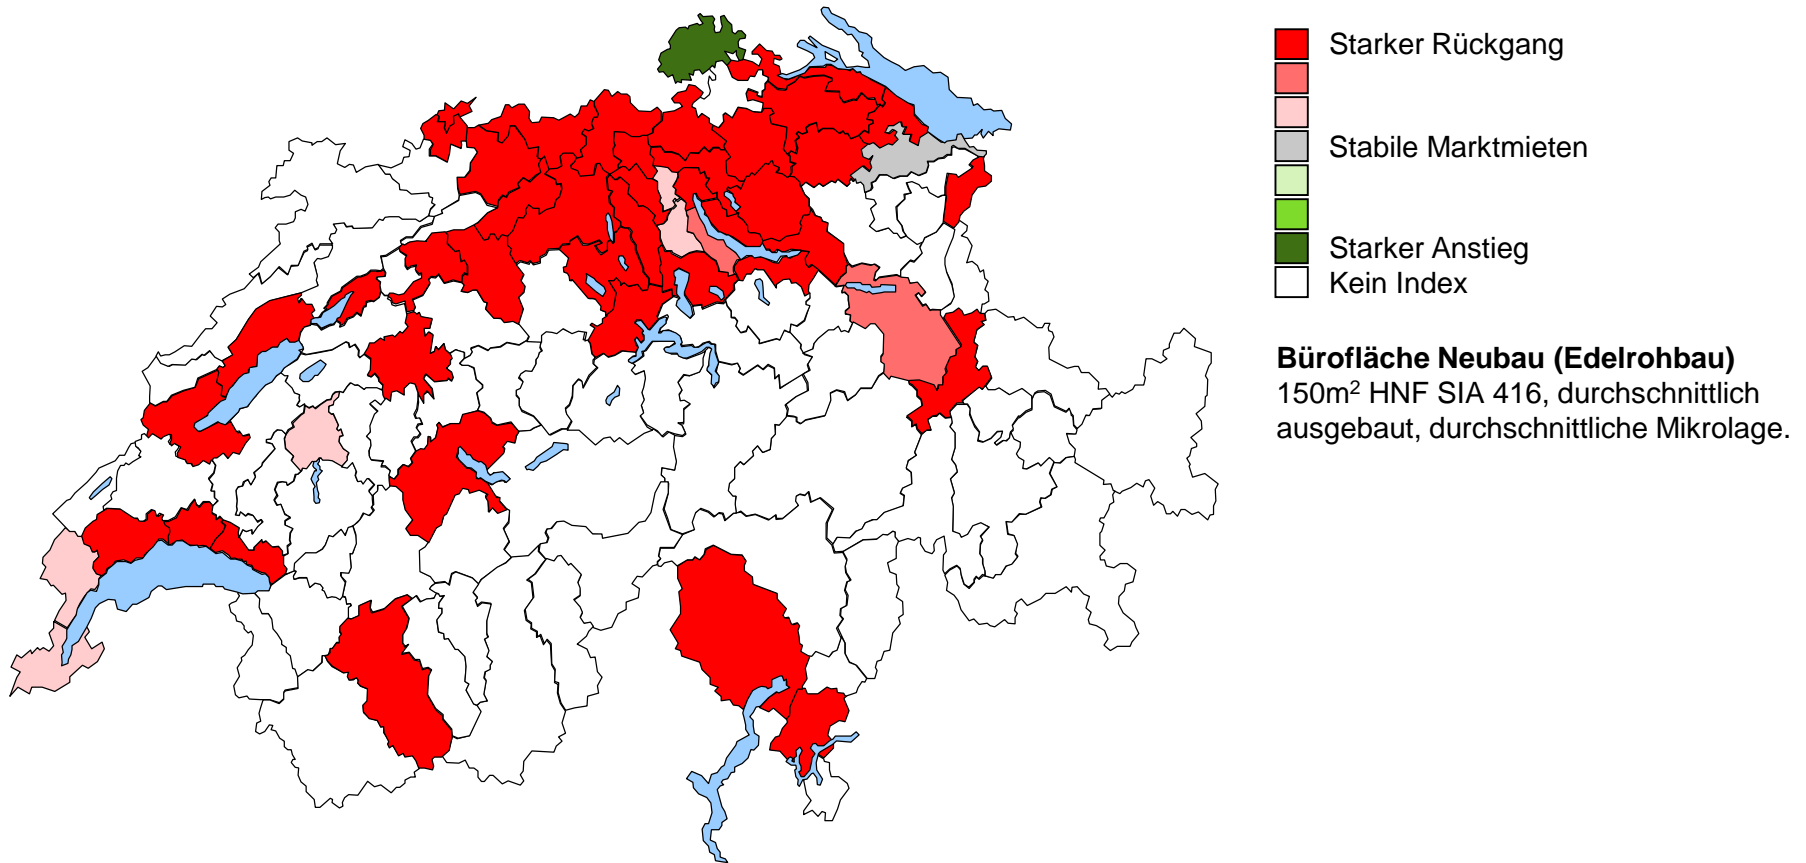 Starker Rückgang
Stabile Marktmieten
Starker Anstieg
Kein Index
Bürofläche Neubau (Edelrohbau)
150m² HNF SIA 416, durchschnittlich
ausgebaut, durchschnittliche Mikrolage.